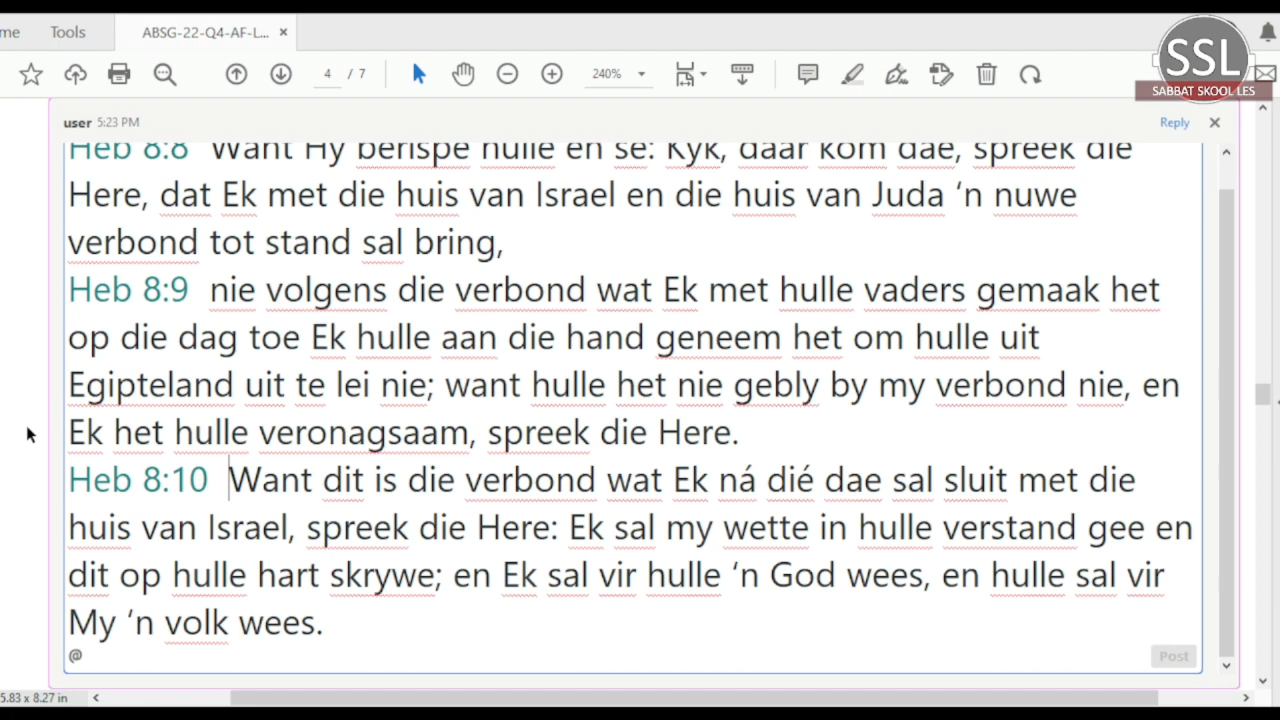 me Tools ABSG-22-Q4-AF-L... ×
SSL
SABBAT SKOOL LES
4 / 7 240%
user 5:23 PM Reply
Heb 8:8 Want Hy berispe hulle en sê: Kyk, daar kom dae, spreek die
Here, dat Ek met die huis van Israel en die huis van Juda ‘n nuwe
verbond tot stand sal bring,
Heb 8:9 nie volgens die verbond wat Ek met hulle vaders gemaak het
op die dag toe Ek hulle aan die hand geneem het om hulle uit
Egipteland uit te lei nie; want hulle het nie gebly by my verbond nie, en
Ek het hulle veronagsaam, spreek die Here.
Heb 8:10 Want dit is die verbond wat Ek ná dié dae sal sluit met die
huis van Israel, spreek die Here: Ek sal my wette in hulle verstand gee en
dit op hulle hart skrywe; en Ek sal vir hulle ‘n God wees, en hulle sal vir
My ‘n volk wees.
@ Post
5.83 x 8.27 in